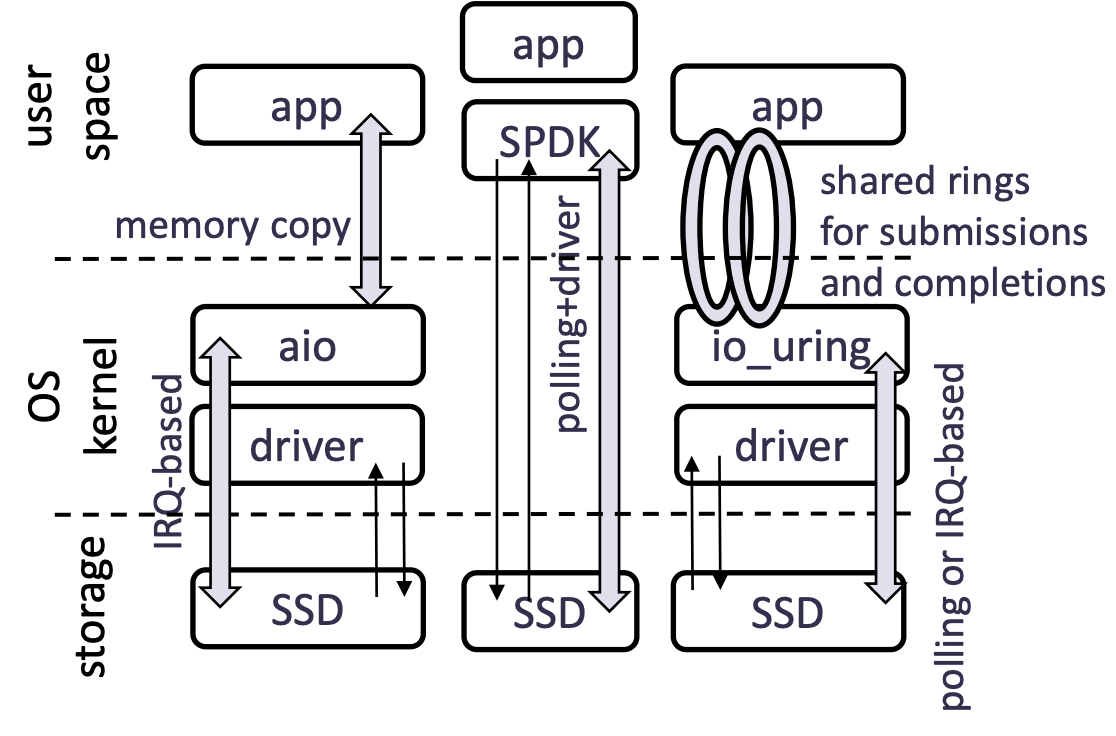 user
space
app
memory copy
app
SPDK
polling+driver
app
shared rings
for submissions
and completions
OS
kernel
aio
driver
IRQ-based
io_uring
driver
polling or IRQ-based
storage
SSD
SSD
SSD